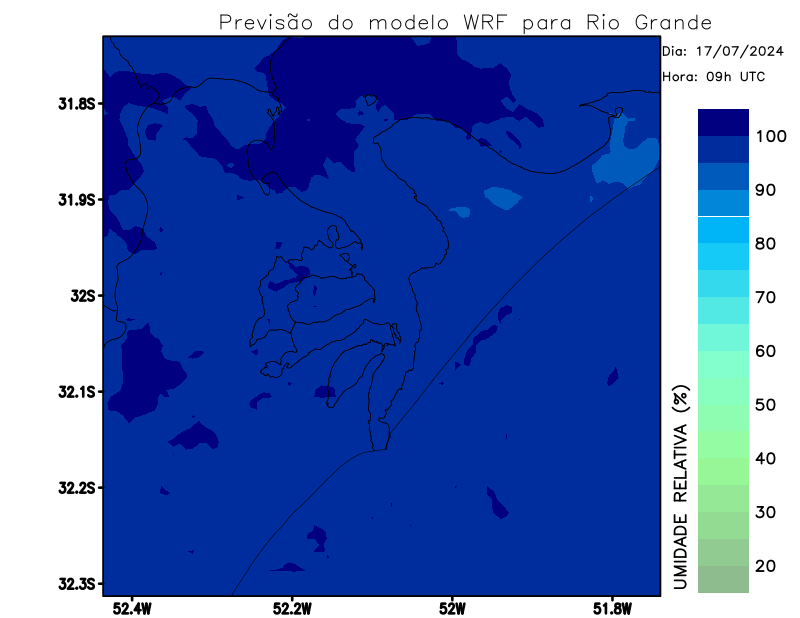 Previsão do modelo WRF para Rio Grande
Dia: 17/07/2024
Hora: 09h UTC
31.8S
31.9S
32S
32.1S
32.2S
32.3S
52.4W
52.2W
52W
51.8W
UMIDADE RELATIVA (%)
100
90
80
70
60
50
40
30
20